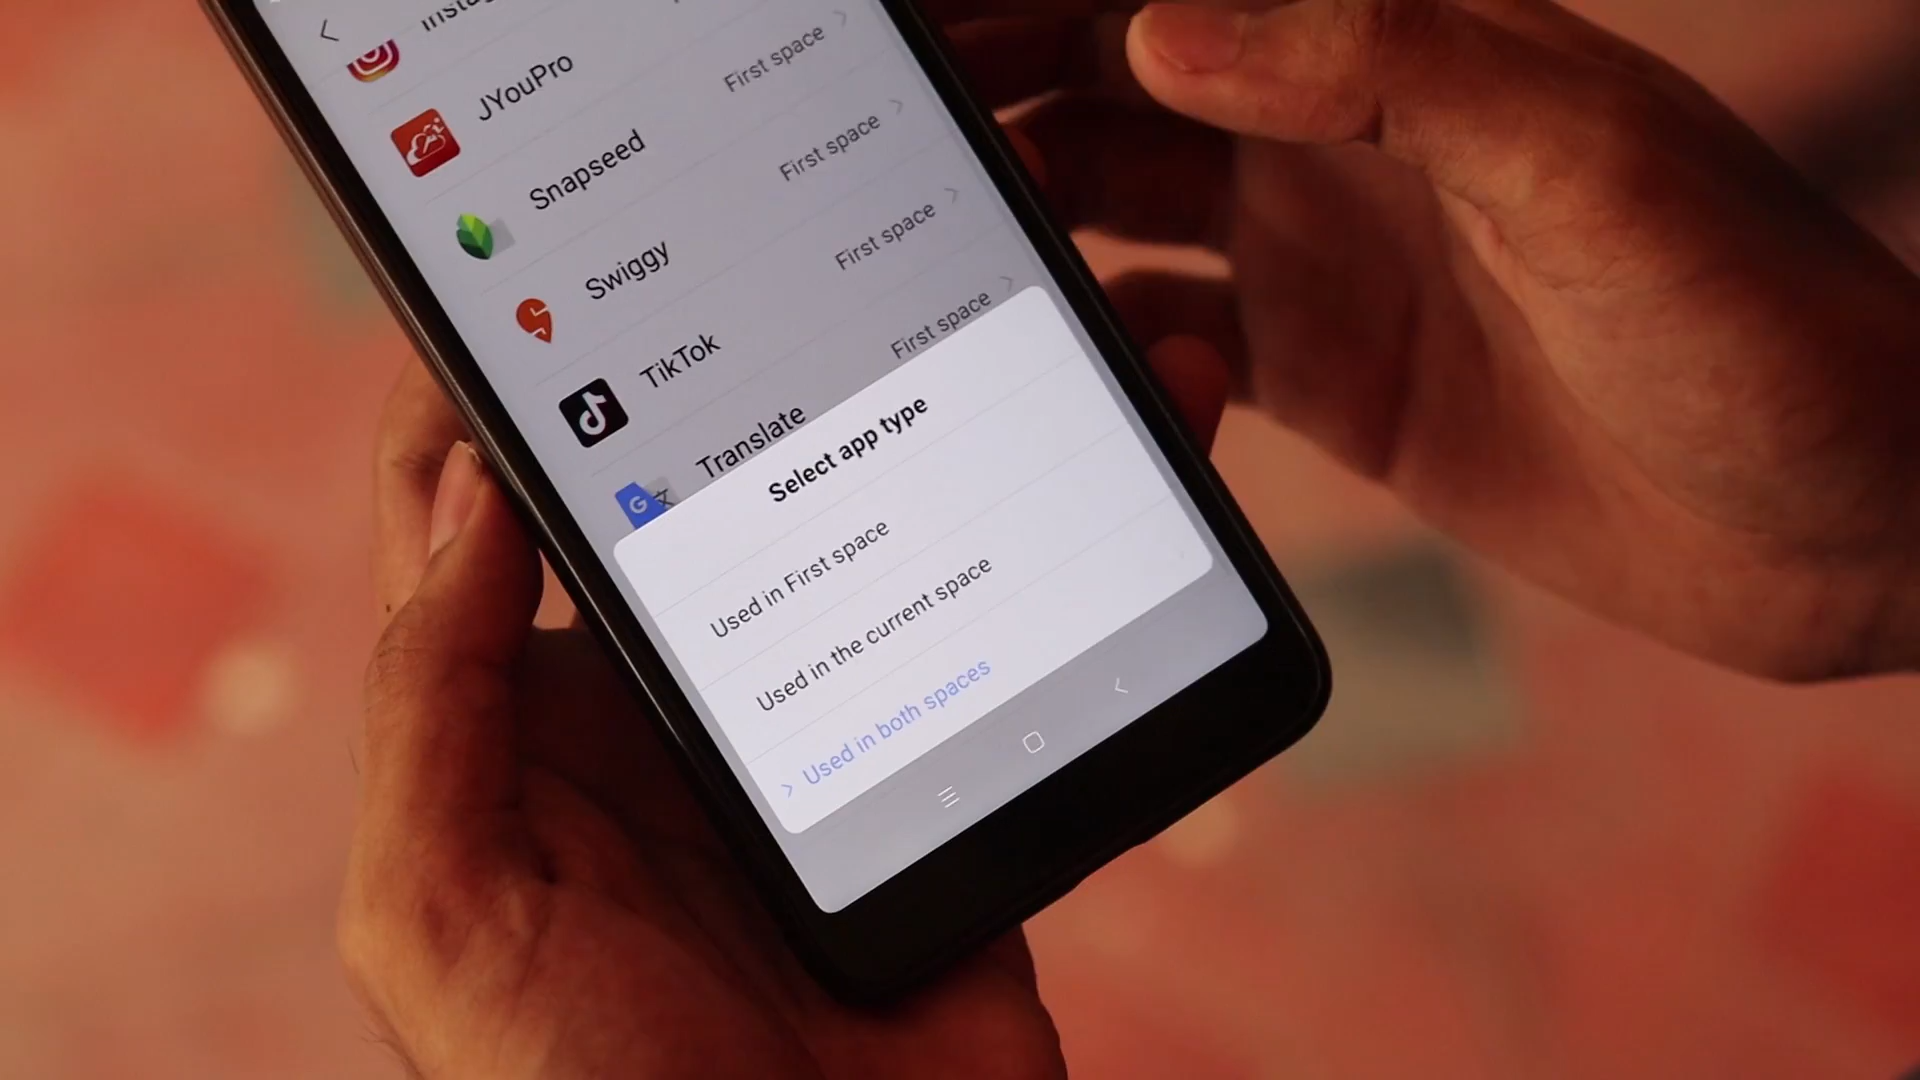 JYouPro
First space
Snapseed
First space
Swiggy
First space
TikTok
First space
Translate
G
Select app type
Used in First space
Used in the current space
Used in both spaces